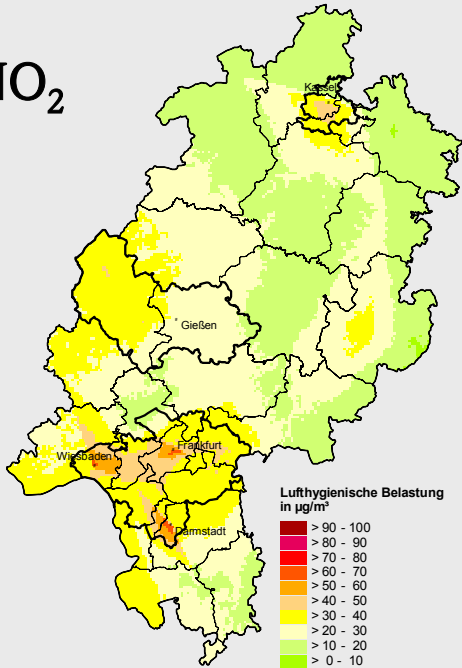 NO₂
Kassel
Gießen
Wiesbaden
Frankfurt
Darmstadt
Lufthygienische Belastung
in µg/m³
> 90 - 100
> 80 - 90
> 70 - 80
> 60 - 70
> 50 - 60
> 40 - 50
> 30 - 40
> 20 - 30
> 10 - 20
> 0 - 10